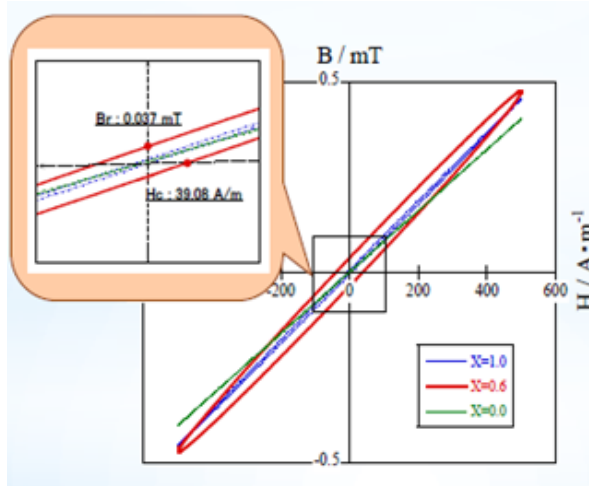 B / mT
0.5
Br : 0.037 mT
Hc : 39.08 A/m
-200
0
200
400
600
H / A・m⁻¹
X=1.0
X=0.6
X=0.0
-0.5